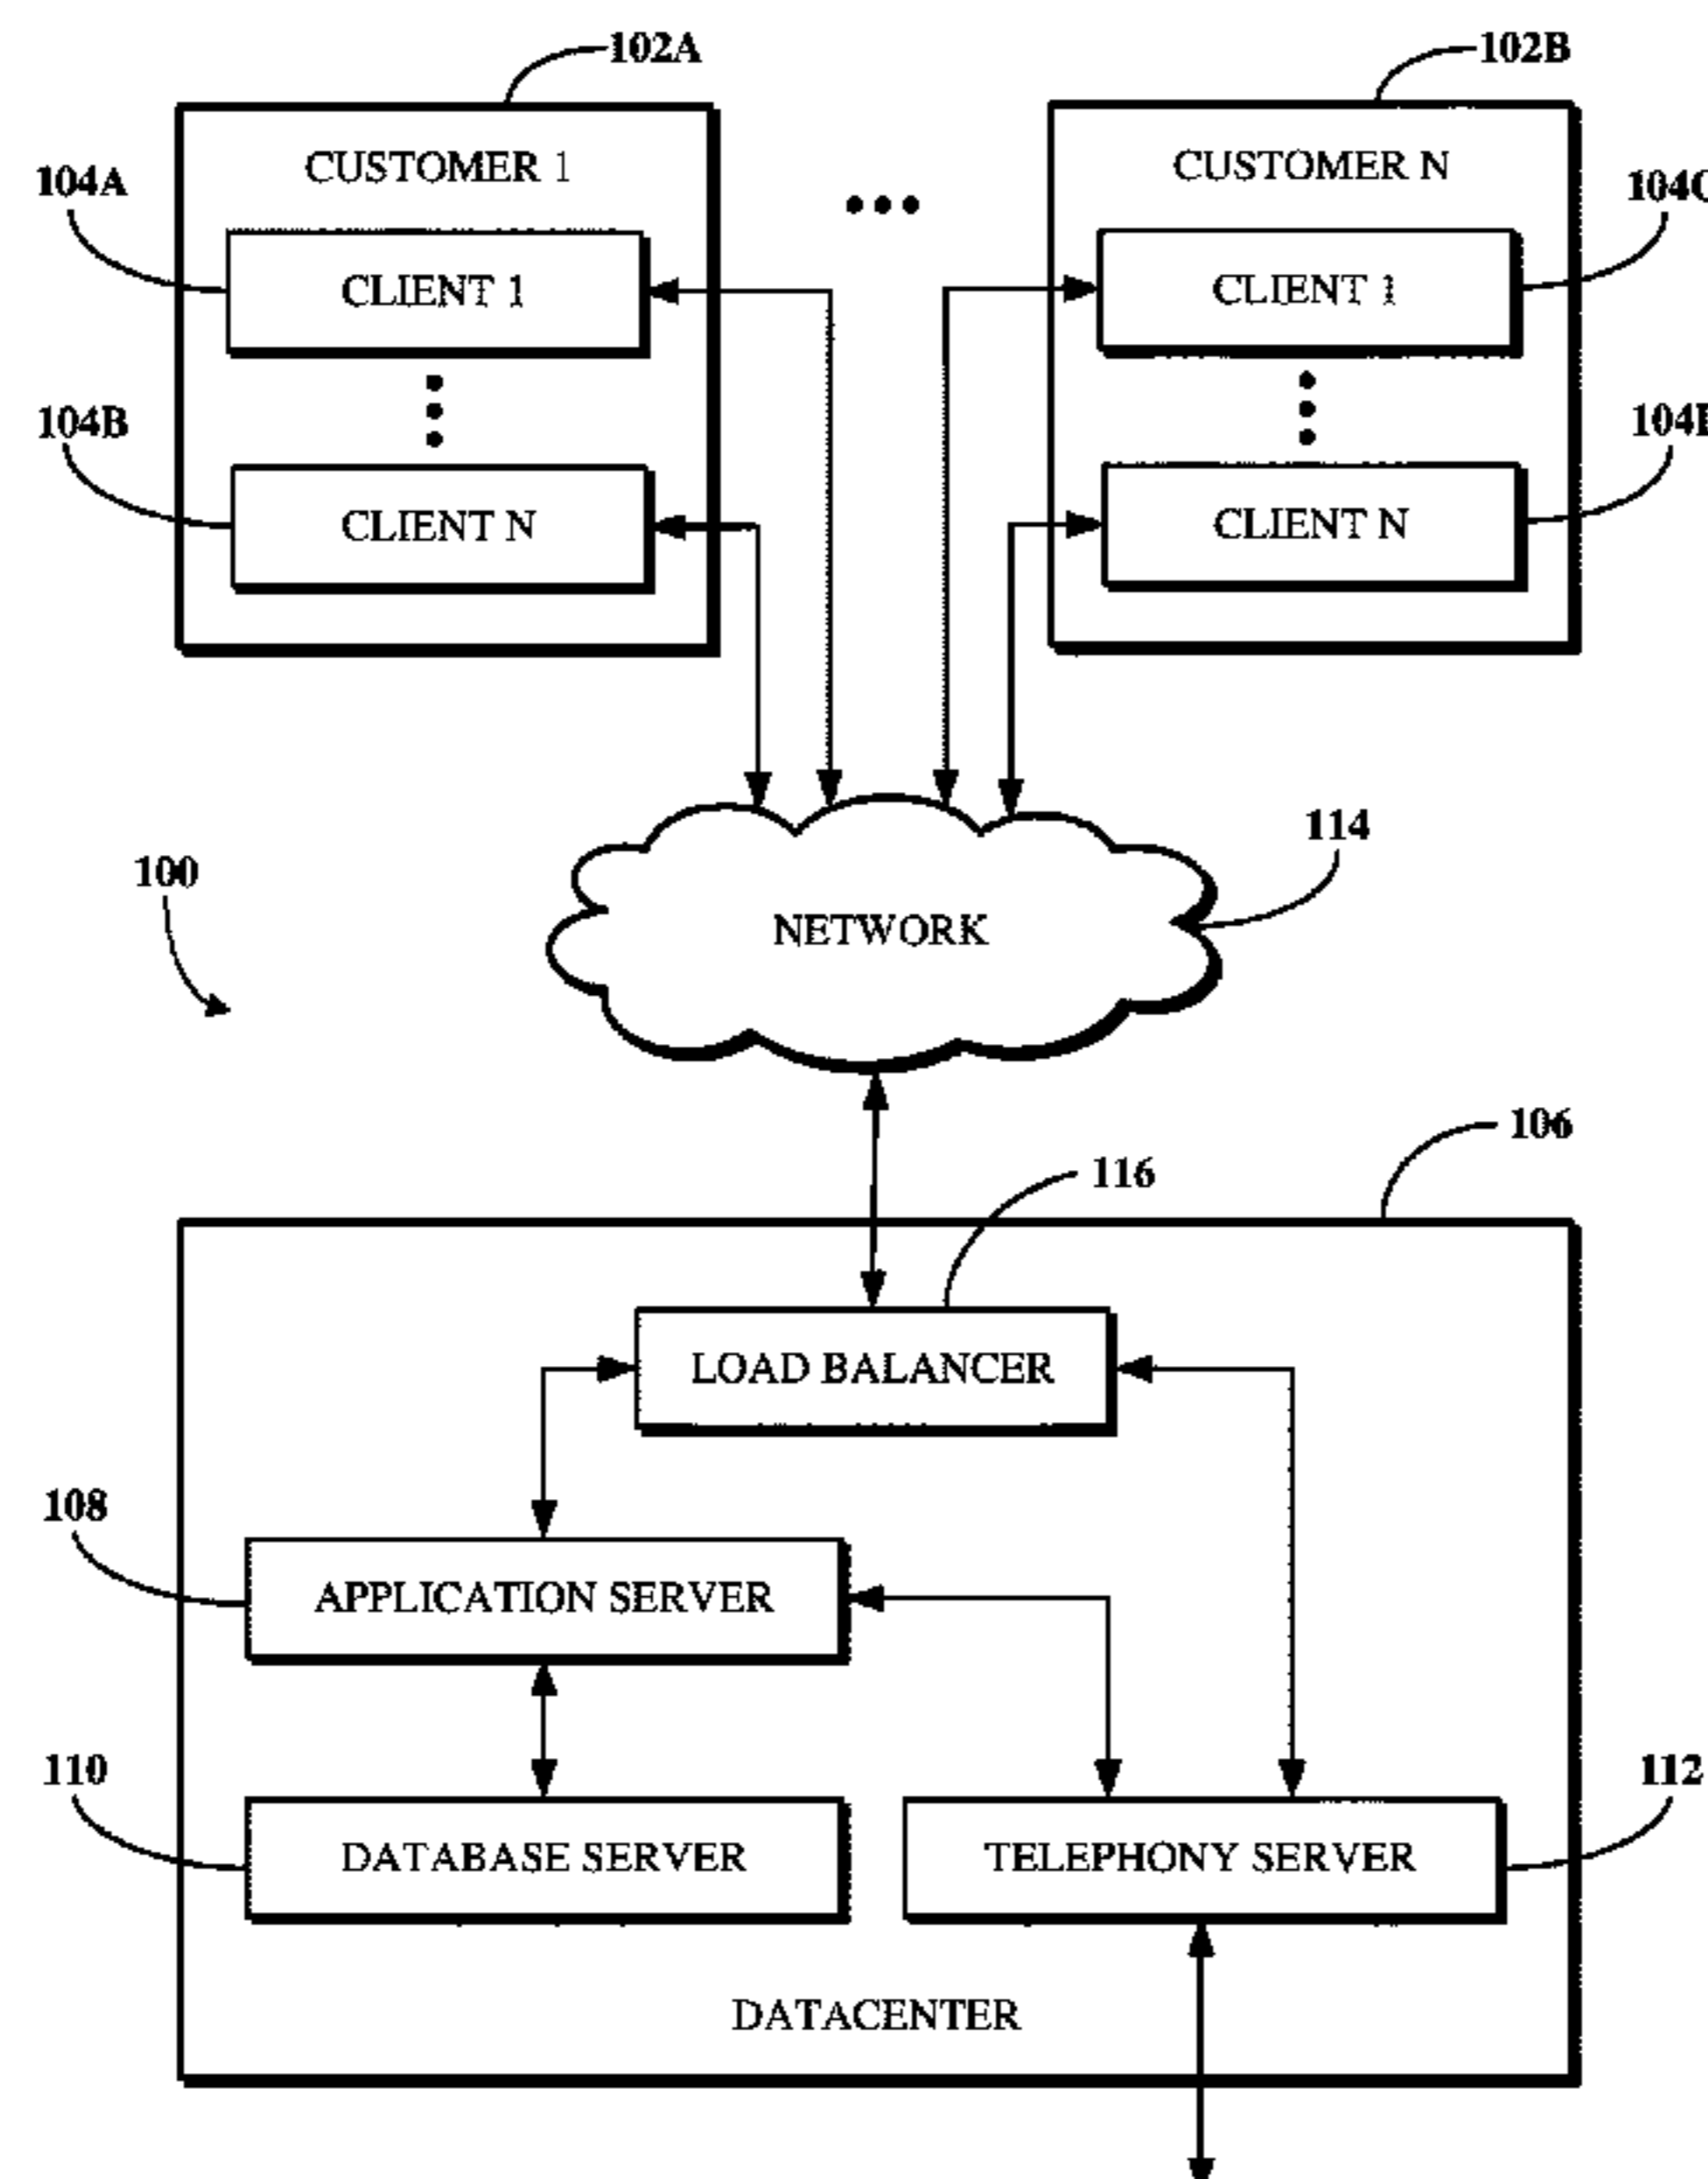 102A
102B
CUSTOMER 1
CUSTOMER N
104A
CLIENT 1
CLIENT 1
104B
CLIENT N
CLIENT N
114
100
NETWORK
106
116
LOAD BALANCER
108
APPLICATION SERVER
110
112
DATABASE SERVER
TELEPHONY SERVER
DATACENTER